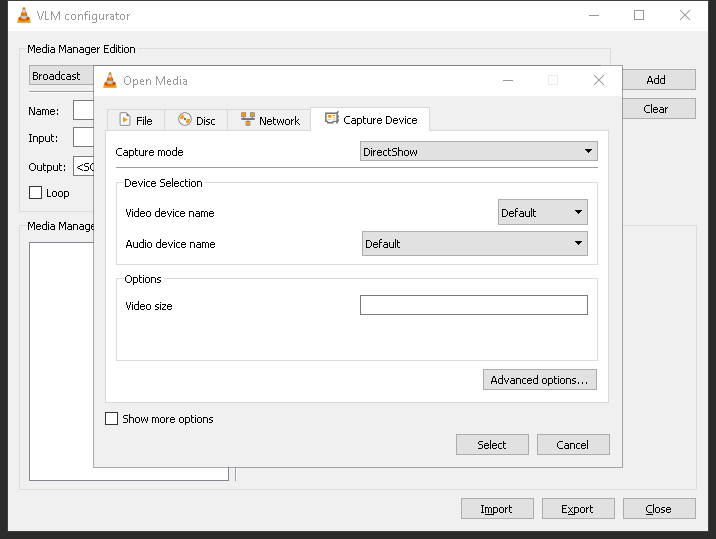 VLM configurator
Media Manager Edition
Broadcast
Add
Name:
Clear
Input:
Output:
<SO
Loop
Media Manage
Open Media
File
Disc
Network
Capture Device
Capture mode
DirectShow
Device Selection
Video device name
Default
Audio device name
Default
Options
Video size
Advanced options...
Show more options
Select
Cancel
Import
Export
Close